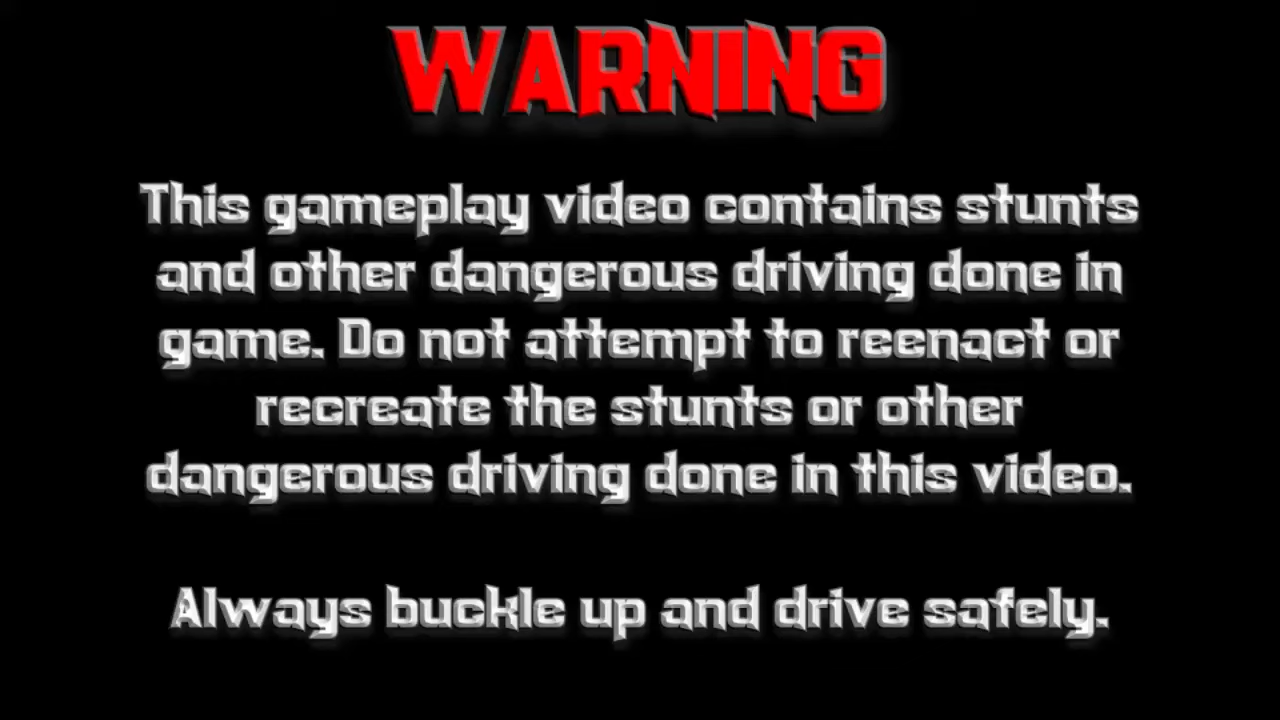 WARNING
This gameplay video contains stunts
and other dangerous driving done in
game. Do not attempt to reenact or
recreate the stunts or other
dangerous driving done in this video.
Always buckle up and drive safely.